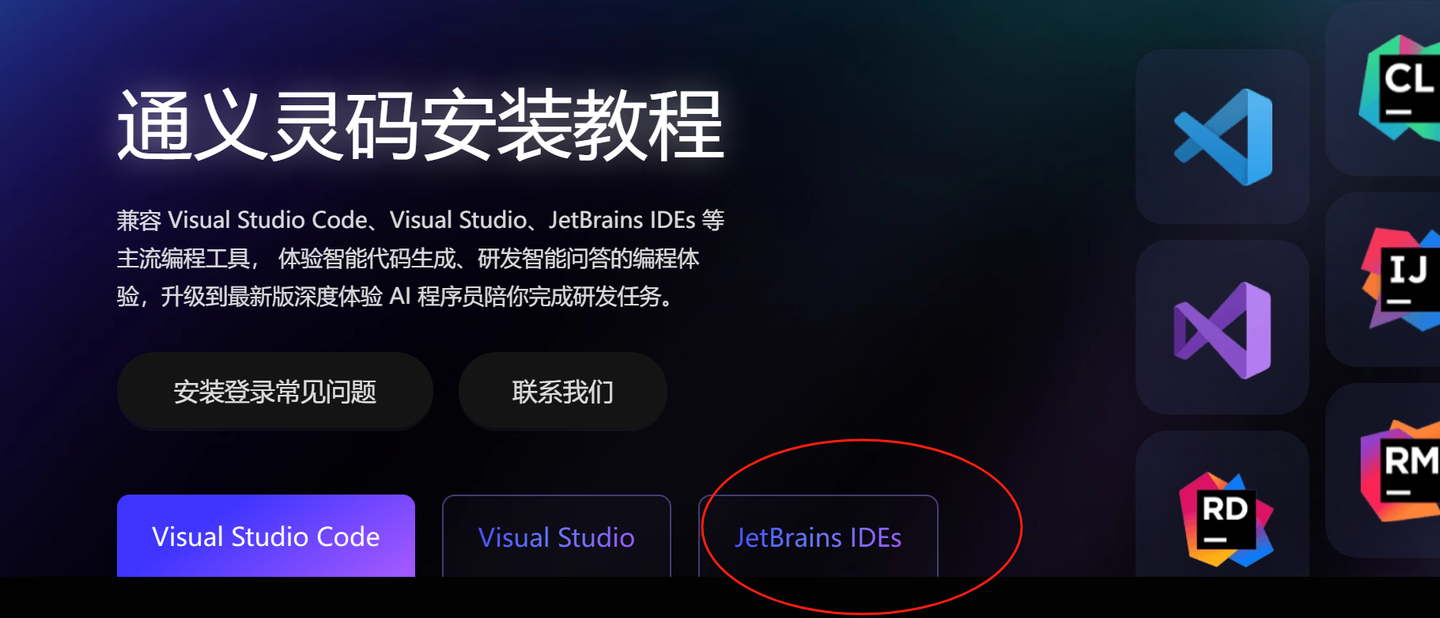 通义灵码安装教程
兼容 Visual Studio Code、Visual Studio、JetBrains IDEs 等
主流编程工具， 体验智能代码生成、研发智能问答的编程体
验，升级到最新版深度体验 AI 程序员陪你完成研发任务。
安装登录常见问题
联系我们
Visual Studio Code
Visual Studio
JetBrains IDEs
CL
IJ
RM
RD